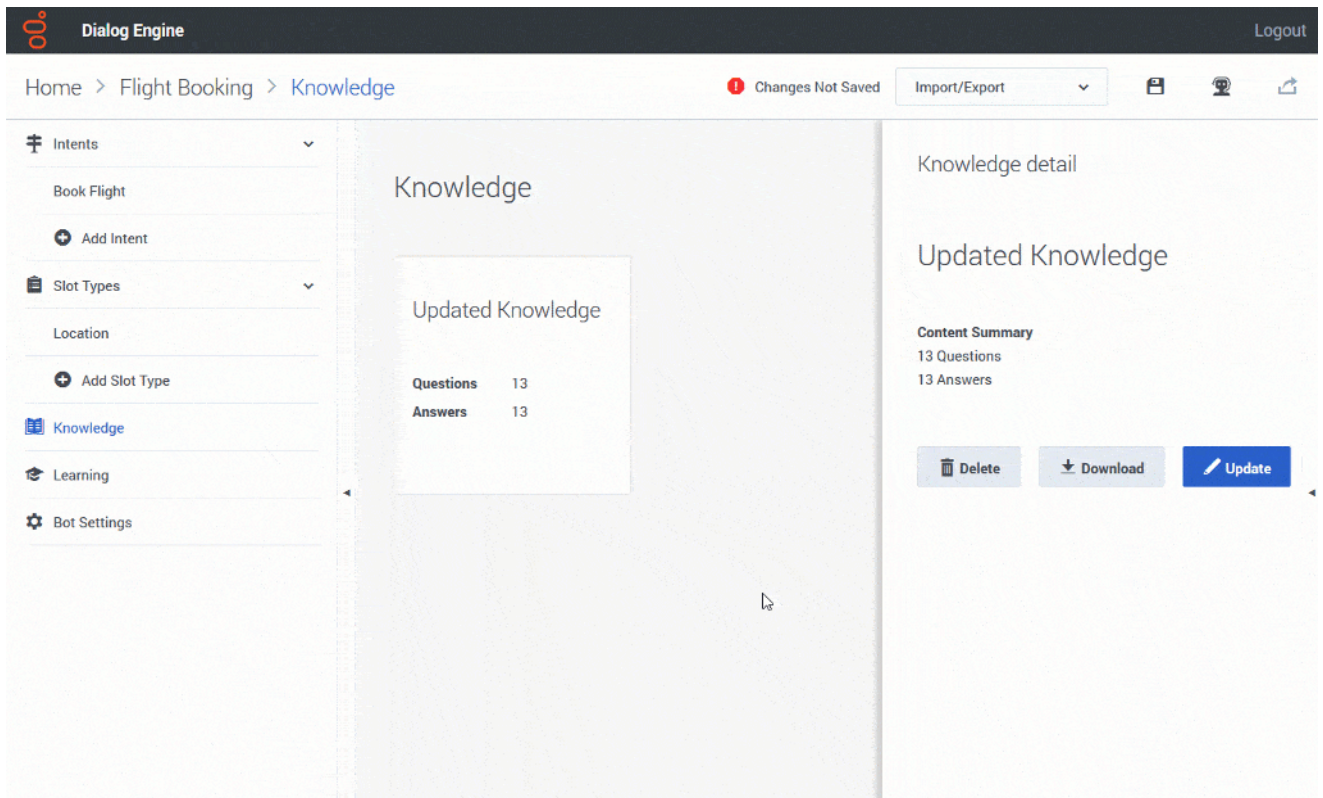 Dialog Engine
Logout
Home > Flight Booking > Knowledge
Changes Not Saved
Import/Export
Intents
Book Flight
Add Intent
Slot Types
Location
Add Slot Type
Knowledge
Learning
Bot Settings
Knowledge
Updated Knowledge
Questions 13
Answers 13
Knowledge detail
Updated Knowledge
Content Summary
13 Questions
13 Answers
Delete
Download
Update